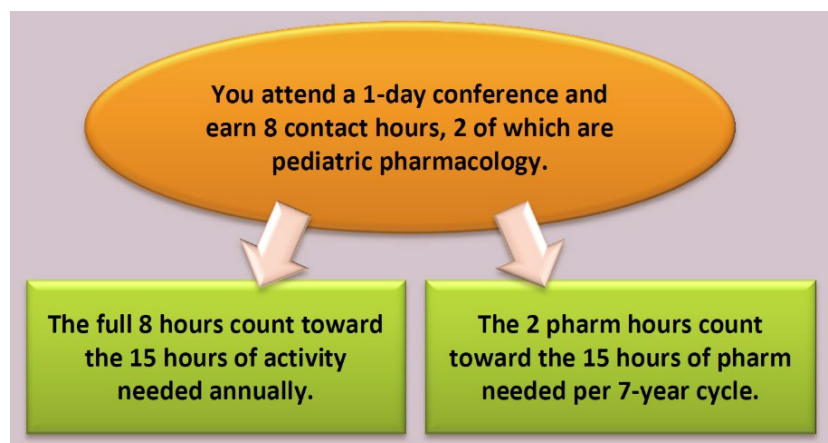 You attend a 1-day conference and
earn 8 contact hours, 2 of which are
pediatric pharmacology.
The full 8 hours count toward
the 15 hours of activity
needed annually.
The 2 pharm hours count
toward the 15 hours of pharm
needed per 7-year cycle.